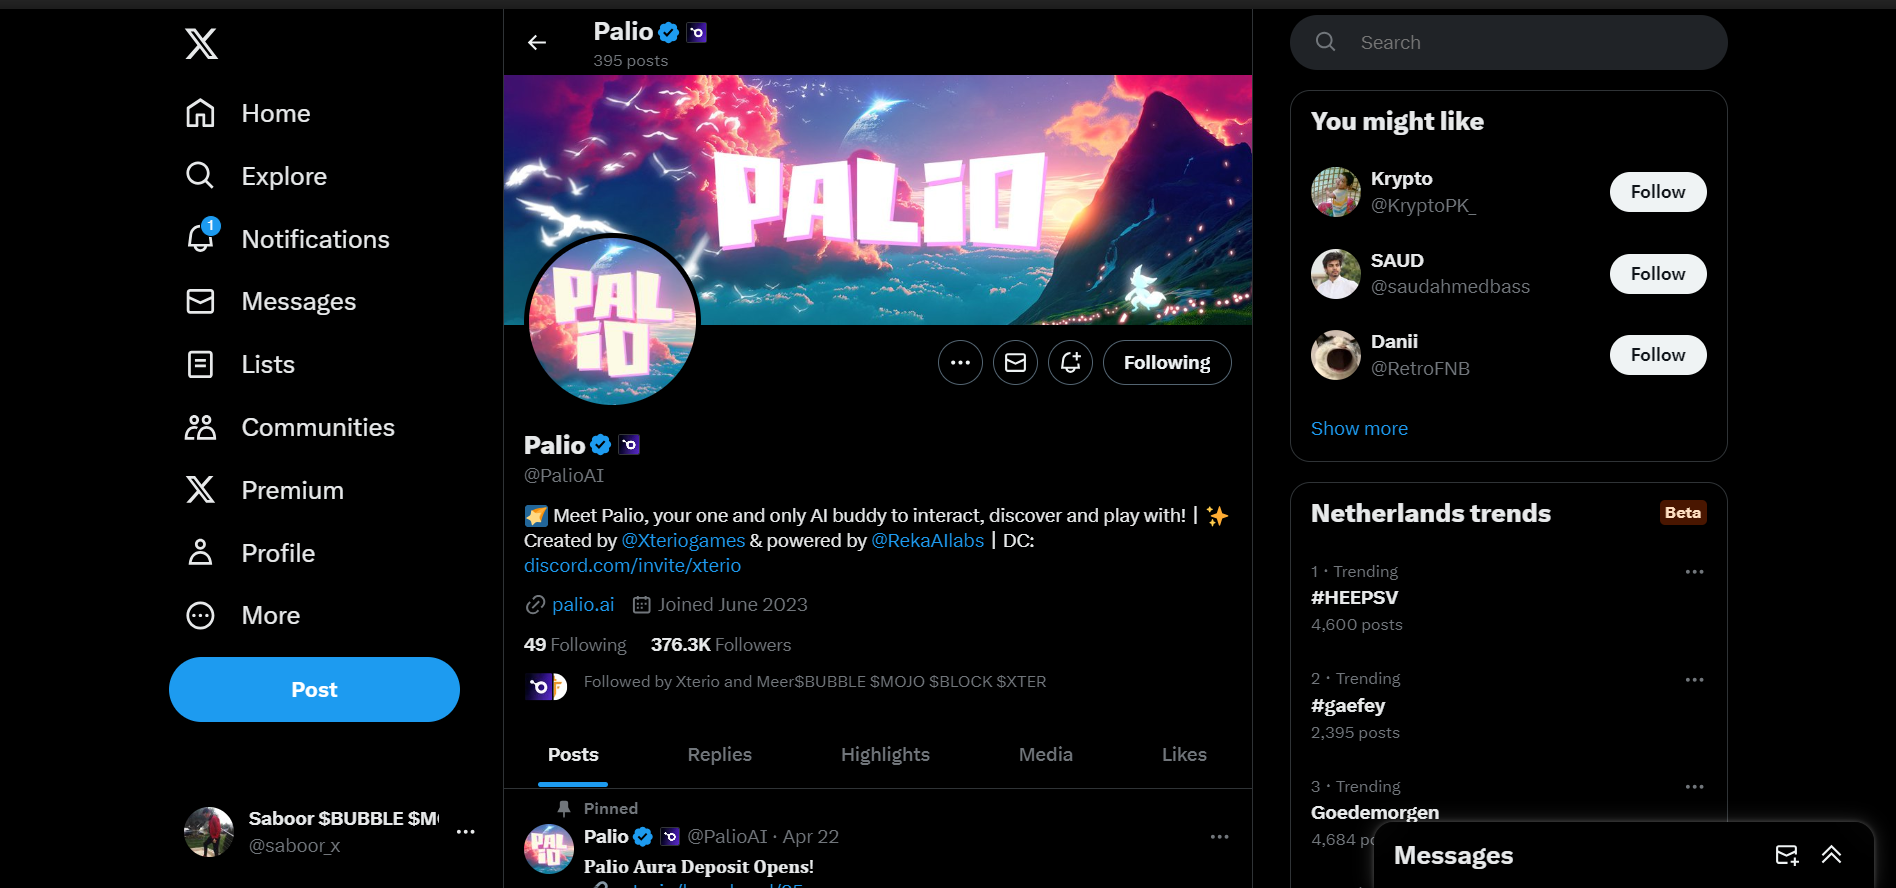 Home
Explore
1
Notifications
Messages
Lists
Communities
Premium
Profile
More
Post
Saboor $BUBBLE $M
@saboor_x
Palio
395 posts
PALiO
PAL
iO
Following
Palio
@PalioAI
Meet Palio, your one and only AI buddy to interact, discover and play with! |
Created by @Xteriogames & powered by @RekaAIlabs | DC:
discord.com/invite/xterio
palio.ai Joined June 2023
49 Following 376.3K Followers
Followed by Xterio and Meer$BUBBLE $MOJO $BLOCK $XTER
Posts Replies Highlights Media Likes
Pinned
PAL
iO
Palio @PalioAI · Apr 22
Palio Aura Deposit Opens!
Search
You might like
Krypto
@KryptoPK_
Follow
SAUD
@saudahmedbass
Follow
Danii
@RetroFNB
Follow
Show more
Netherlands trends Beta
1 · Trending
#HEEPSV
4,600 posts
2 · Trending
#gaefey
2,395 posts
3 · Trending
Goedemorgen
4,684
Messages